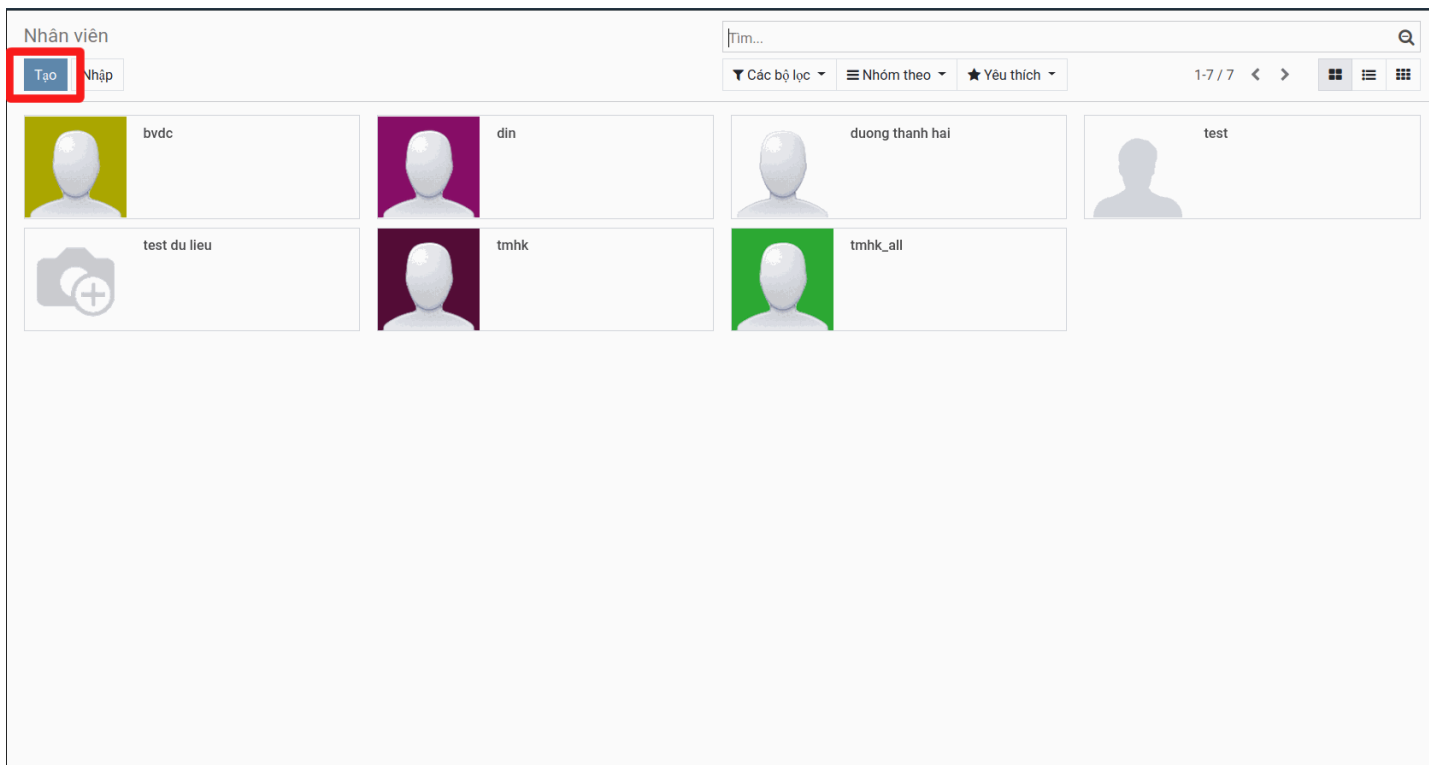 Nhân viên
Tìm...
Tạo Nhập
Các bộ lọc Nhóm theo Yêu thích 1-7 / 7
bvdc din duong thanh hai test
test du lieu tmhk tmhk_all